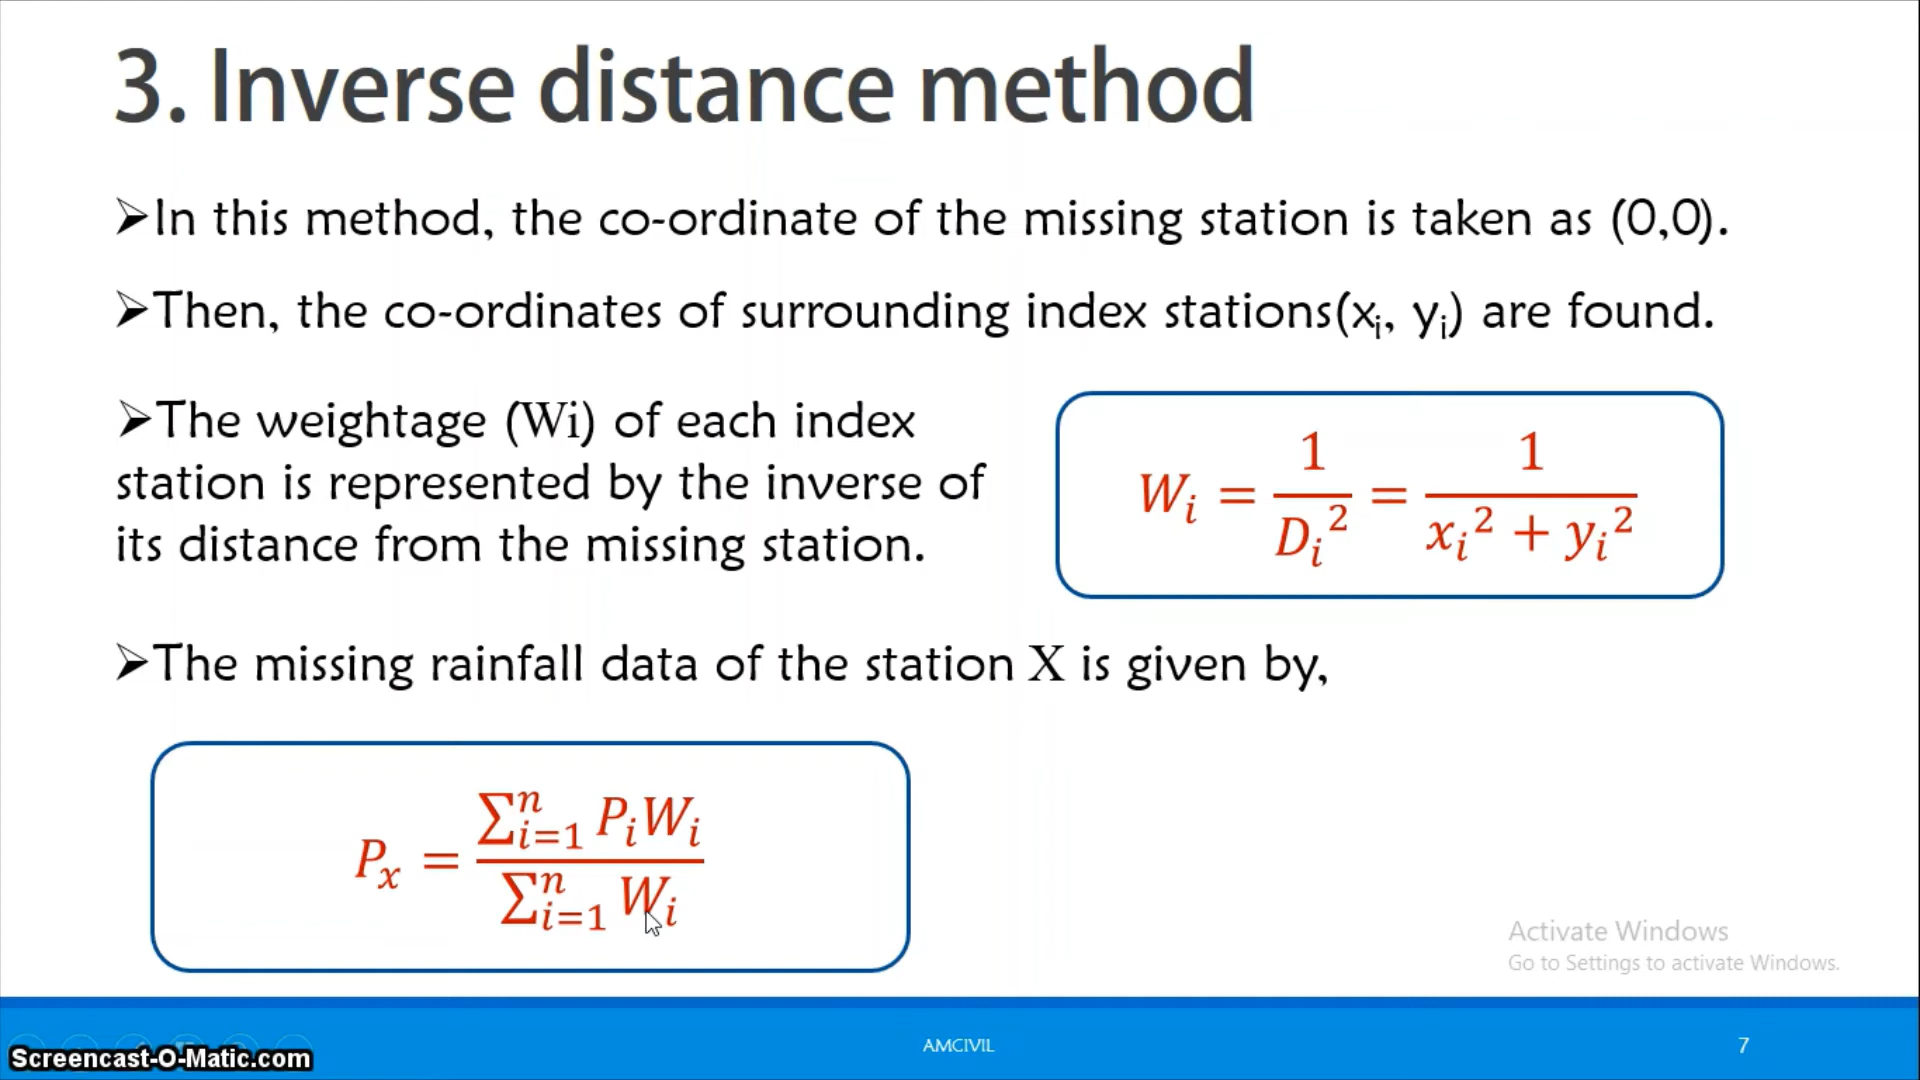 3. Inverse distance method
➢In this method, the co-ordinate of the missing station is taken as (0,0).
➢Then, the co-ordinates of surrounding index stations(xᵢ, yᵢ) are found.
➢The weightage (Wi) of each index
station is represented by the inverse of
its distance from the missing station.
Wᵢ = 1/Dᵢ² = 1/(xᵢ² + yᵢ²)
➢The missing rainfall data of the station X is given by,
Pₓ = ∑ⁿᵢ₌₁ PᵢWᵢ / ∑ⁿᵢ₌₁ Wᵢ
Activate Windows
Go to Settings to activate Windows.
Screencast-O-Matic.com
AMCIVIL
7